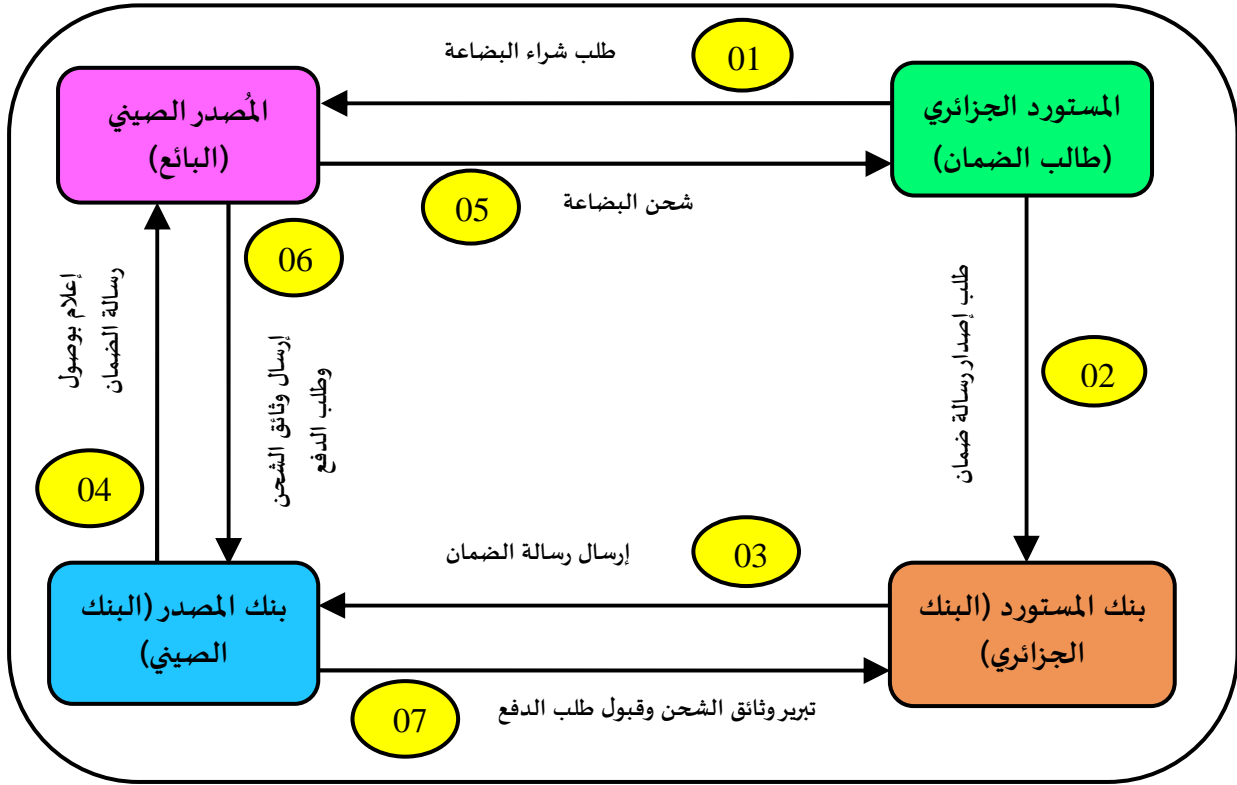 طلب شراء البضاعة
01
المستورد الجزائري
(طالب الضمان)
المُصدر الصيني
(البائع)
05
شحن البضاعة
06
إعلام بوصول
رسالة الضمان
إرسال وثائق الشحن
وطلب الدفع
طلب إصدار رسالة ضمان
02
04
إرسال رسالة الضمان
03
بنك المستورد (البنك
الجزائري)
بنك المصدر (البنك
الصيني)
تبرير وثائق الشحن وقبول طلب الدفع
07